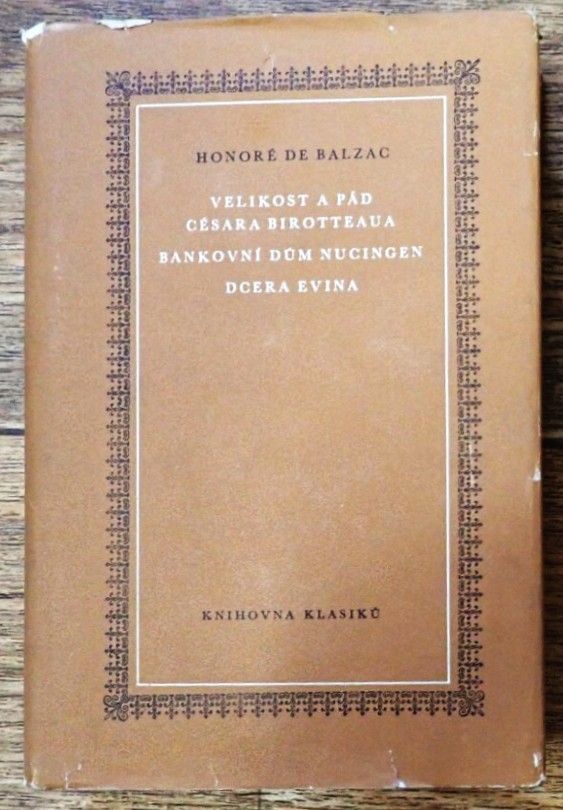 HONORÉ DE BALZAC
VELIKOST A PÁD
CÉSARA BIROTTEAUA
BANKOVNÍ DŮM NUCINGEN
DCERA EVINA
KNIHOVNA KLASIKŮ